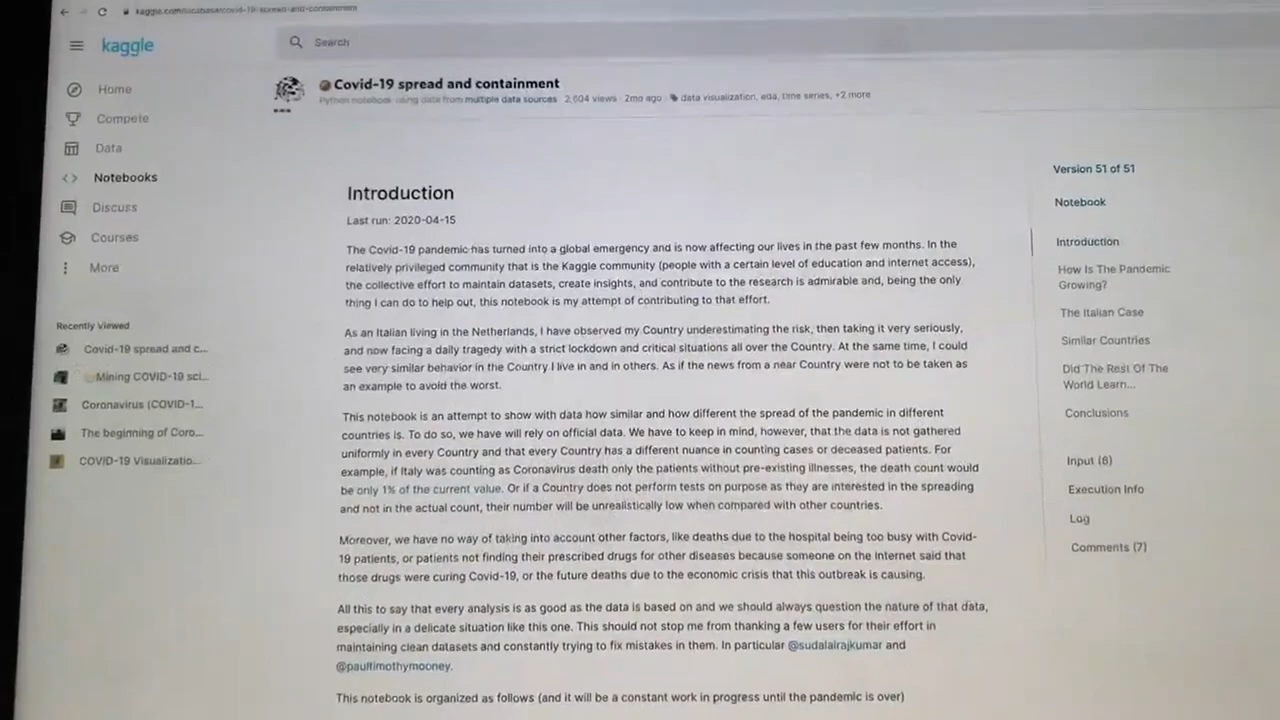 kaggle.com/lucabasa/covid-19-spread-and-containment
kaggle
Search
Home
Compete
Data
Notebooks
Discuss
Courses
More
Recently Viewed
Covid-19 spread and c...
Mining COVID-19 sci...
Coronavirus (COVID-1...
The beginning of Coro...
COVID-19 Visualizatio...
Covid-19 spread and containment
Python notebook using data from multiple data sources · 2,604 views · 2mo ago · data visualization, eda, time series, +2 more
Introduction
Last run: 2020-04-15
The Covid-19 pandemic has turned into a global emergency and is now affecting our lives in the past few months. In the
relatively privileged community that is the Kaggle community (people with a certain level of education and internet access),
the collective effort to maintain datasets, create insights, and contribute to the research is admirable and, being the only
thing I can do to help out, this notebook is my attempt of contributing to that effort.
As an Italian living in the Netherlands, I have observed my Country underestimating the risk, then taking it very seriously,
and now facing a daily tragedy with a strict lockdown and critical situations all over the Country. At the same time, I could
see very similar behavior in the Country I live in and in others. As if the news from a near Country were not to be taken as
an example to avoid the worst.
This notebook is an attempt to show with data how similar and how different the spread of the pandemic in different
countries is. To do so, we have will rely on official data. We have to keep in mind, however, that the data is not gathered
uniformly in every Country and that every Country has a different nuance in counting cases or deceased patients. For
example, if Italy was counting as Coronavirus death only the patients without pre-existing illnesses, the death count would
be only 1% of the current value. Or if a Country does not perform tests on purpose as they are interested in the spreading
and not in the actual count, their number will be unrealistically low when compared with other countries.
Moreover, we have no way of taking into account other factors, like deaths due to the hospital being too busy with Covid-
19 patients, or patients not finding their prescribed drugs for other diseases because someone on the Internet said that
those drugs were curing Covid-19, or the future deaths due to the economic crisis that this outbreak is causing.
All this to say that every analysis is as good as the data is based on and we should always question the nature of that data,
especially in a delicate situation like this one. This should not stop me from thanking a few users for their effort in
maintaining clean datasets and constantly trying to fix mistakes in them. In particular @sudalairajkumar and
@paultimothymooney.
This notebook is organized as follows (and it will be a constant work in progress until the pandemic is over)
Version 51 of 51
Notebook
Introduction
How Is The Pandemic
Growing?
The Italian Case
Similar Countries
Did The Rest Of The
World Learn...
Conclusions
Input (6)
Execution Info
Log
Comments (7)